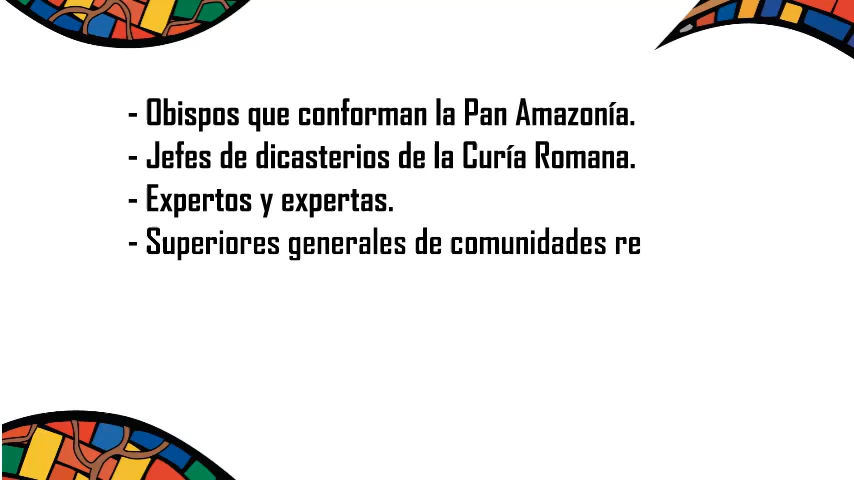 - Obispos que conforman la Pan Amazonía.
- Jefes de dicasterios de la Curía Romana.
- Expertos y expertas.
- Superiores generales de comunidades re